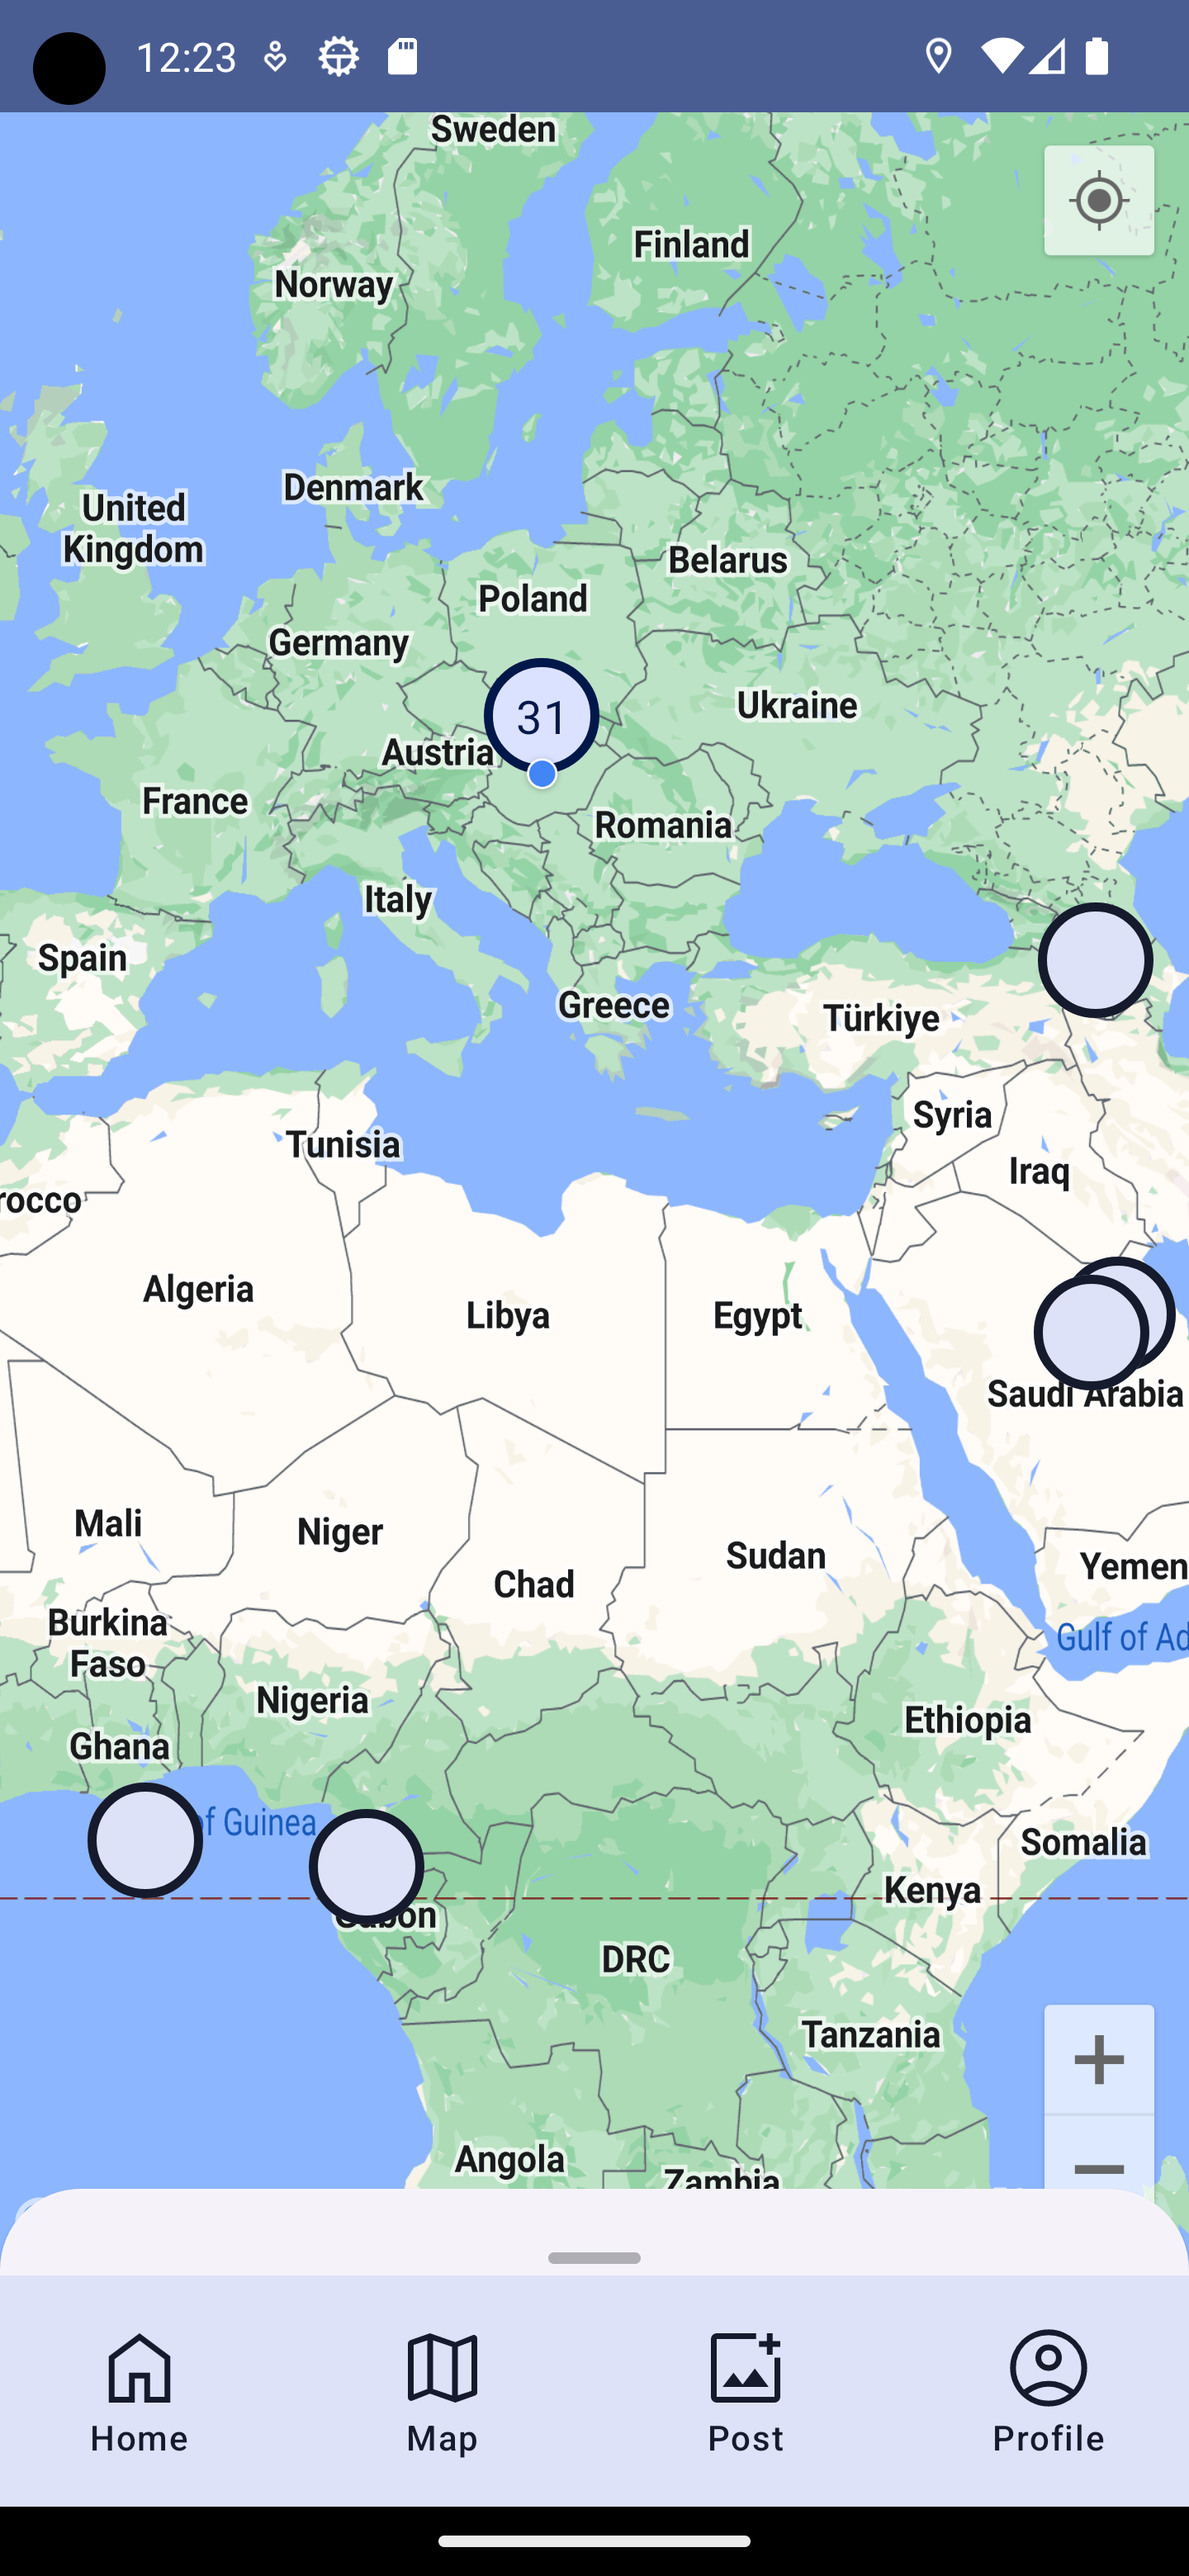 12:23
Sweden
Finland
Norway
Denmark
United
Kingdom
Belarus
Poland
Germany
Ukraine
31
Austria
France
Romania
Italy
Spain
Greece
Türkiye
Syria
Tunisia
Iraq
rocco
Algeria
Libya
Egypt
Saudi Arabia
Mali
Niger
Sudan
Chad
Yemen
Burkina
Faso
Gulf of Ad
Nigeria
Ethiopia
Ghana
of Guinea
Somalia
Kenya
Gabon
DRC
Tanzania
Angola
Zambia
Home
Map
Post
Profile